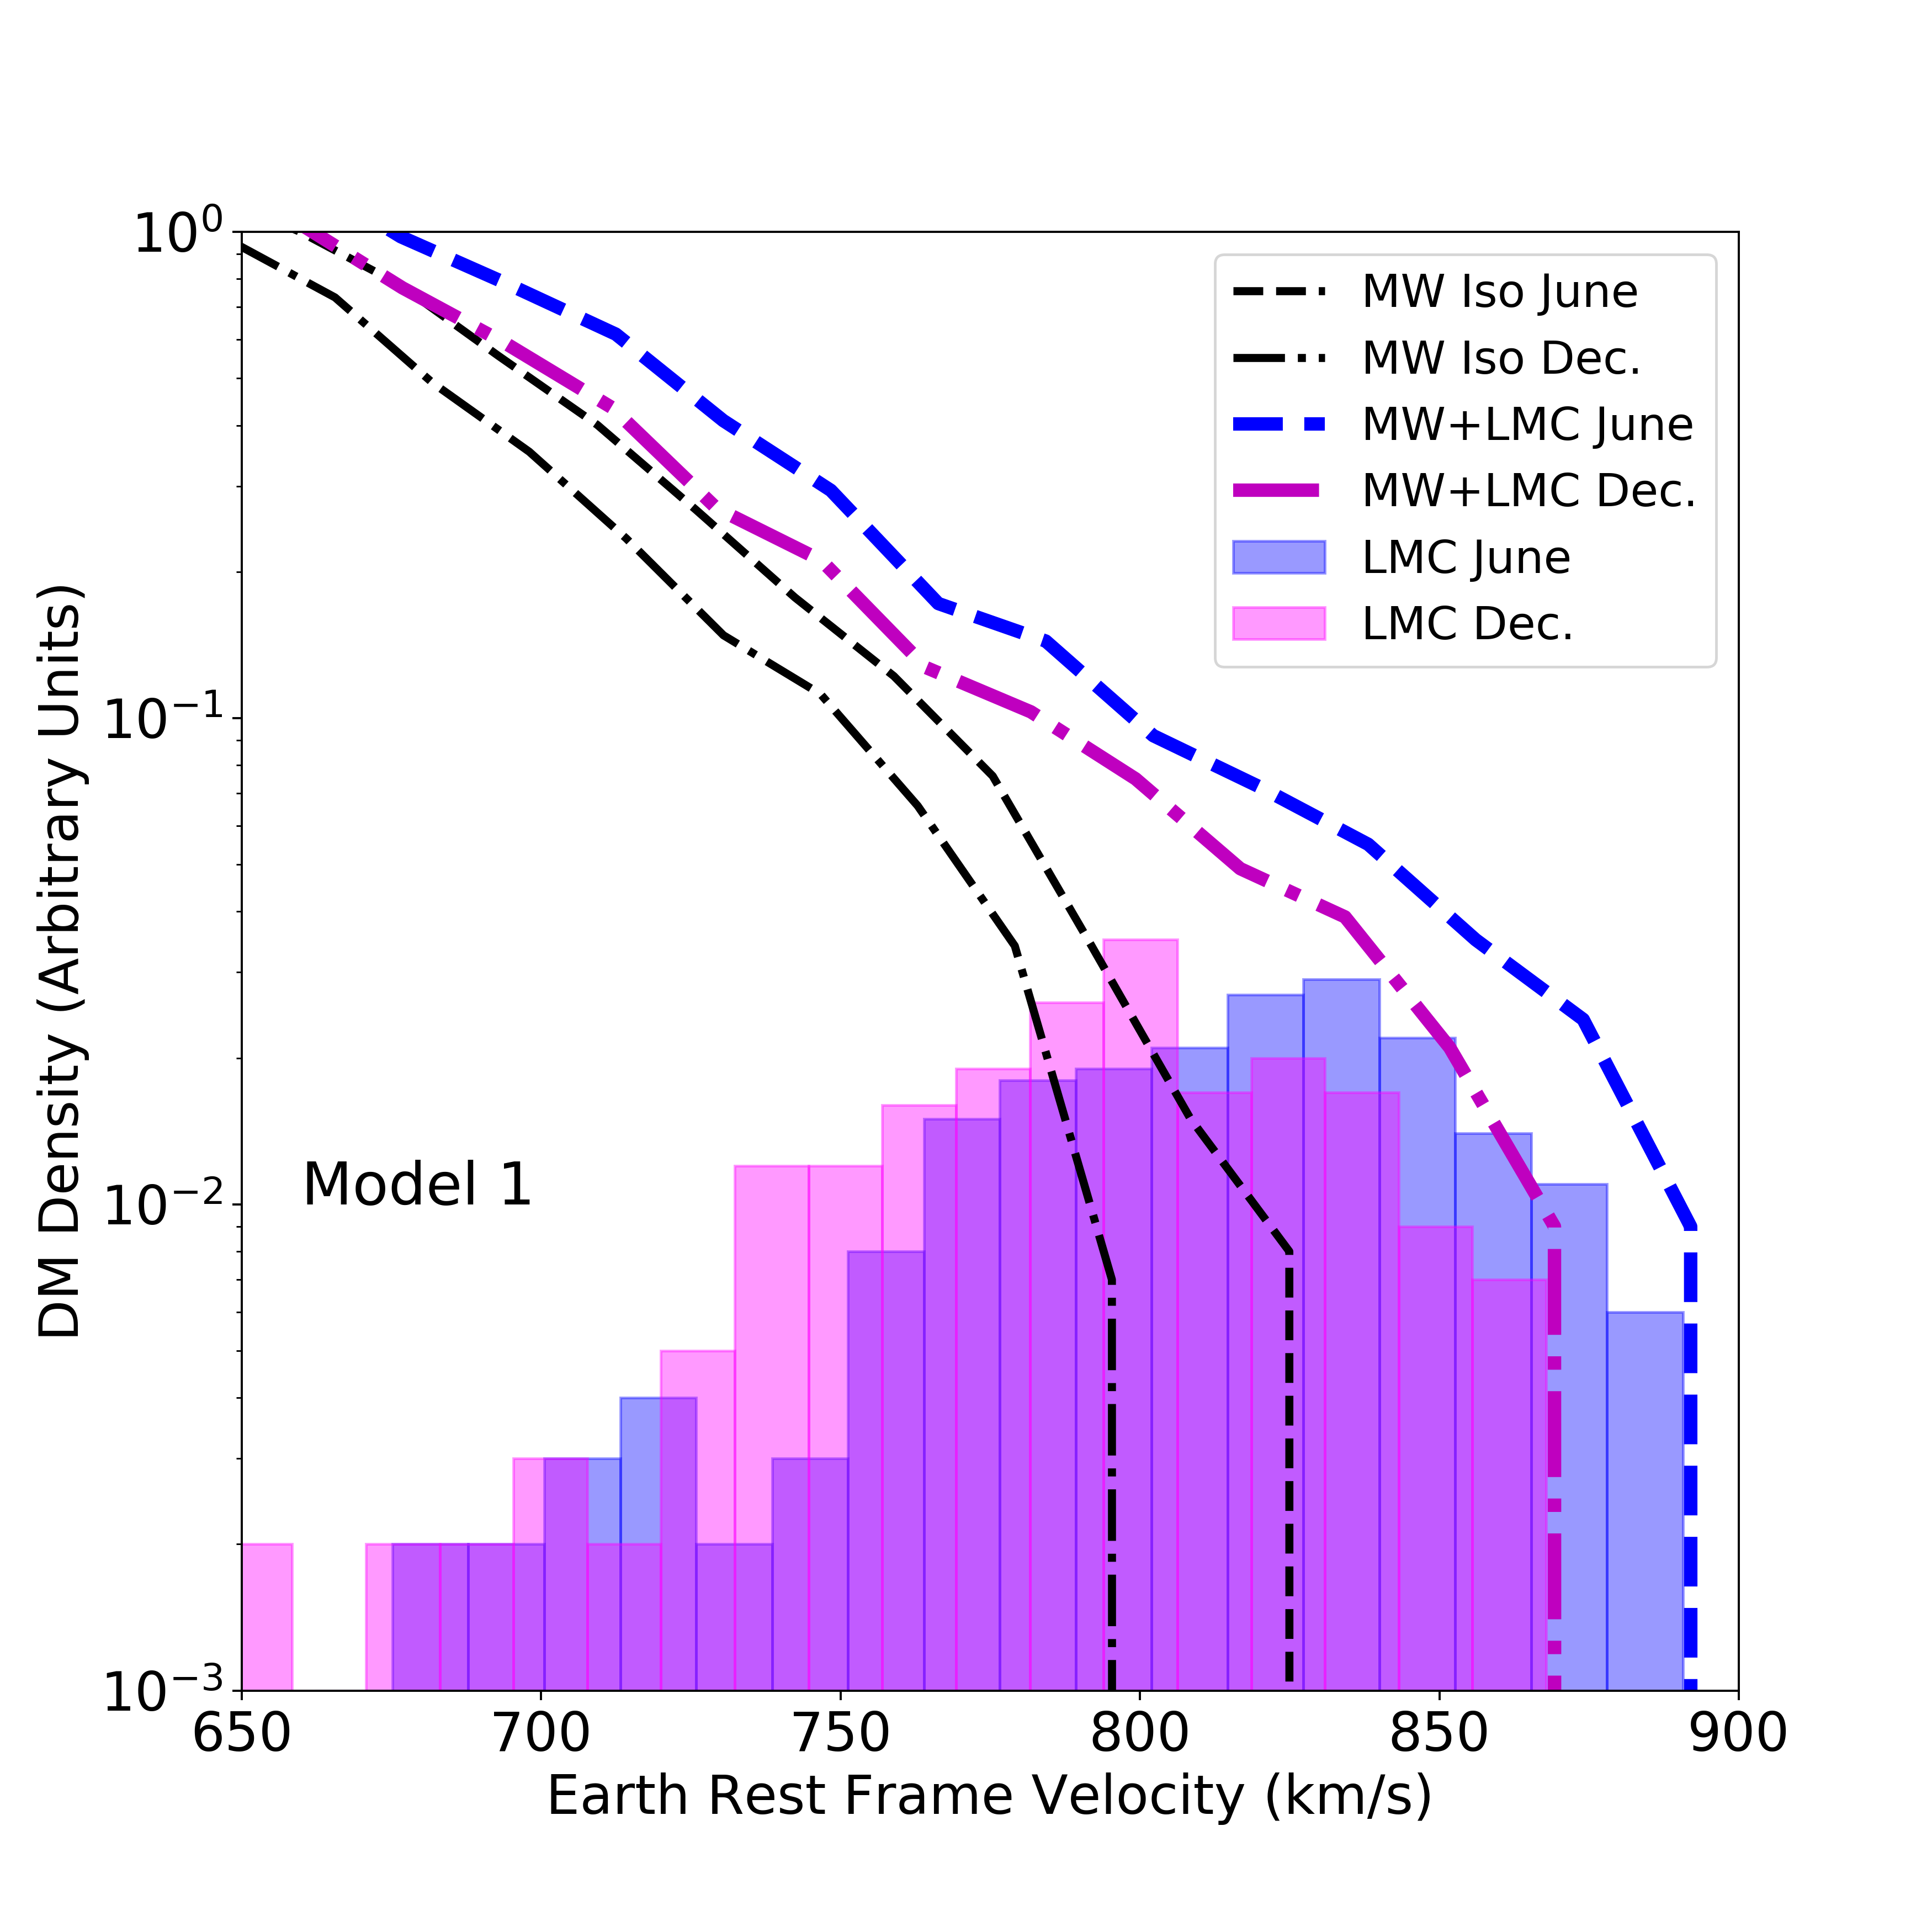 10⁰
10⁻¹
10⁻²
10⁻³
DM Density (Arbitrary Units)
MW Iso June
MW Iso Dec.
MW+LMC June
MW+LMC Dec.
LMC June
LMC Dec.
Model 1
650 700 750 800 850 900
Earth Rest Frame Velocity (km/s)